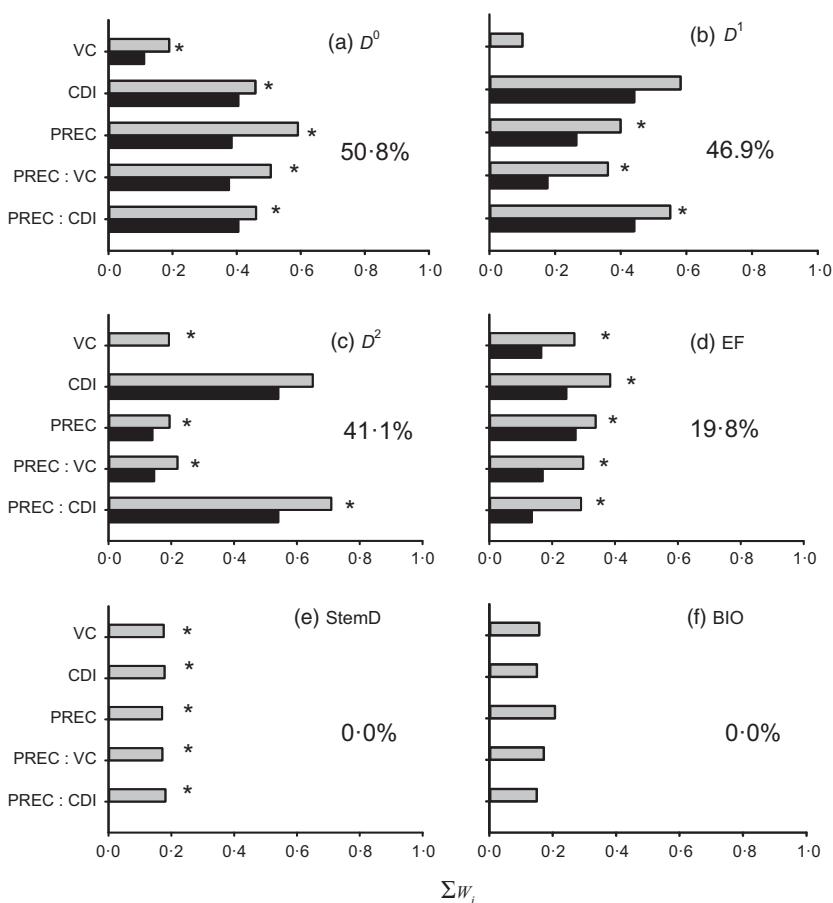 (a) D⁰
VC *
CDI *
PREC *
PREC : VC *
PREC : CDI *
50·8%
0·0 0·2 0·4 0·6 0·8 1·0
(b) D¹
*
*
*
46.9%
0·0 0·2 0·4 0·6 0·8 1·0
(c) D²
VC *
CDI
PREC *
PREC : VC *
PREC : CDI *
41·1%
0·0 0·2 0·4 0·6 0·8 1·0
(d) EF
*
*
*
*
*
19·8%
0·0 0·2 0·4 0·6 0·8 1·0
(e) StemD
VC *
CDI *
PREC *
PREC : VC *
PREC : CDI *
0·0%
0·0 0·2 0·4 0·6 0·8 1·0
(f) BIO
0·0%
0·0 0·2 0·4 0·6 0·8 1·0
ΣWᵢ